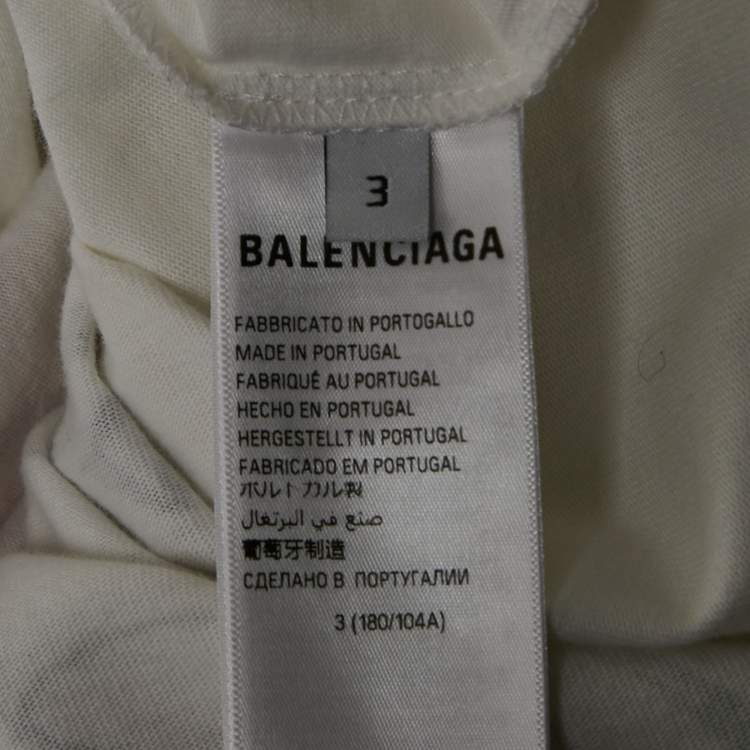 3
BALENCIAGA
FABBRICATO IN PORTOGALLO
MADE IN PORTUGAL
FABRIQUÉ AU PORTUGAL
HECHO EN PORTUGAL
HERGESTELLT IN PORTUGAL
FABRICADO EM PORTUGAL
ポルトガル製
صنع في البرتغال
葡萄牙制造
СДЕЛАНО В ПОРТУГАЛИИ
3 (180/104A)